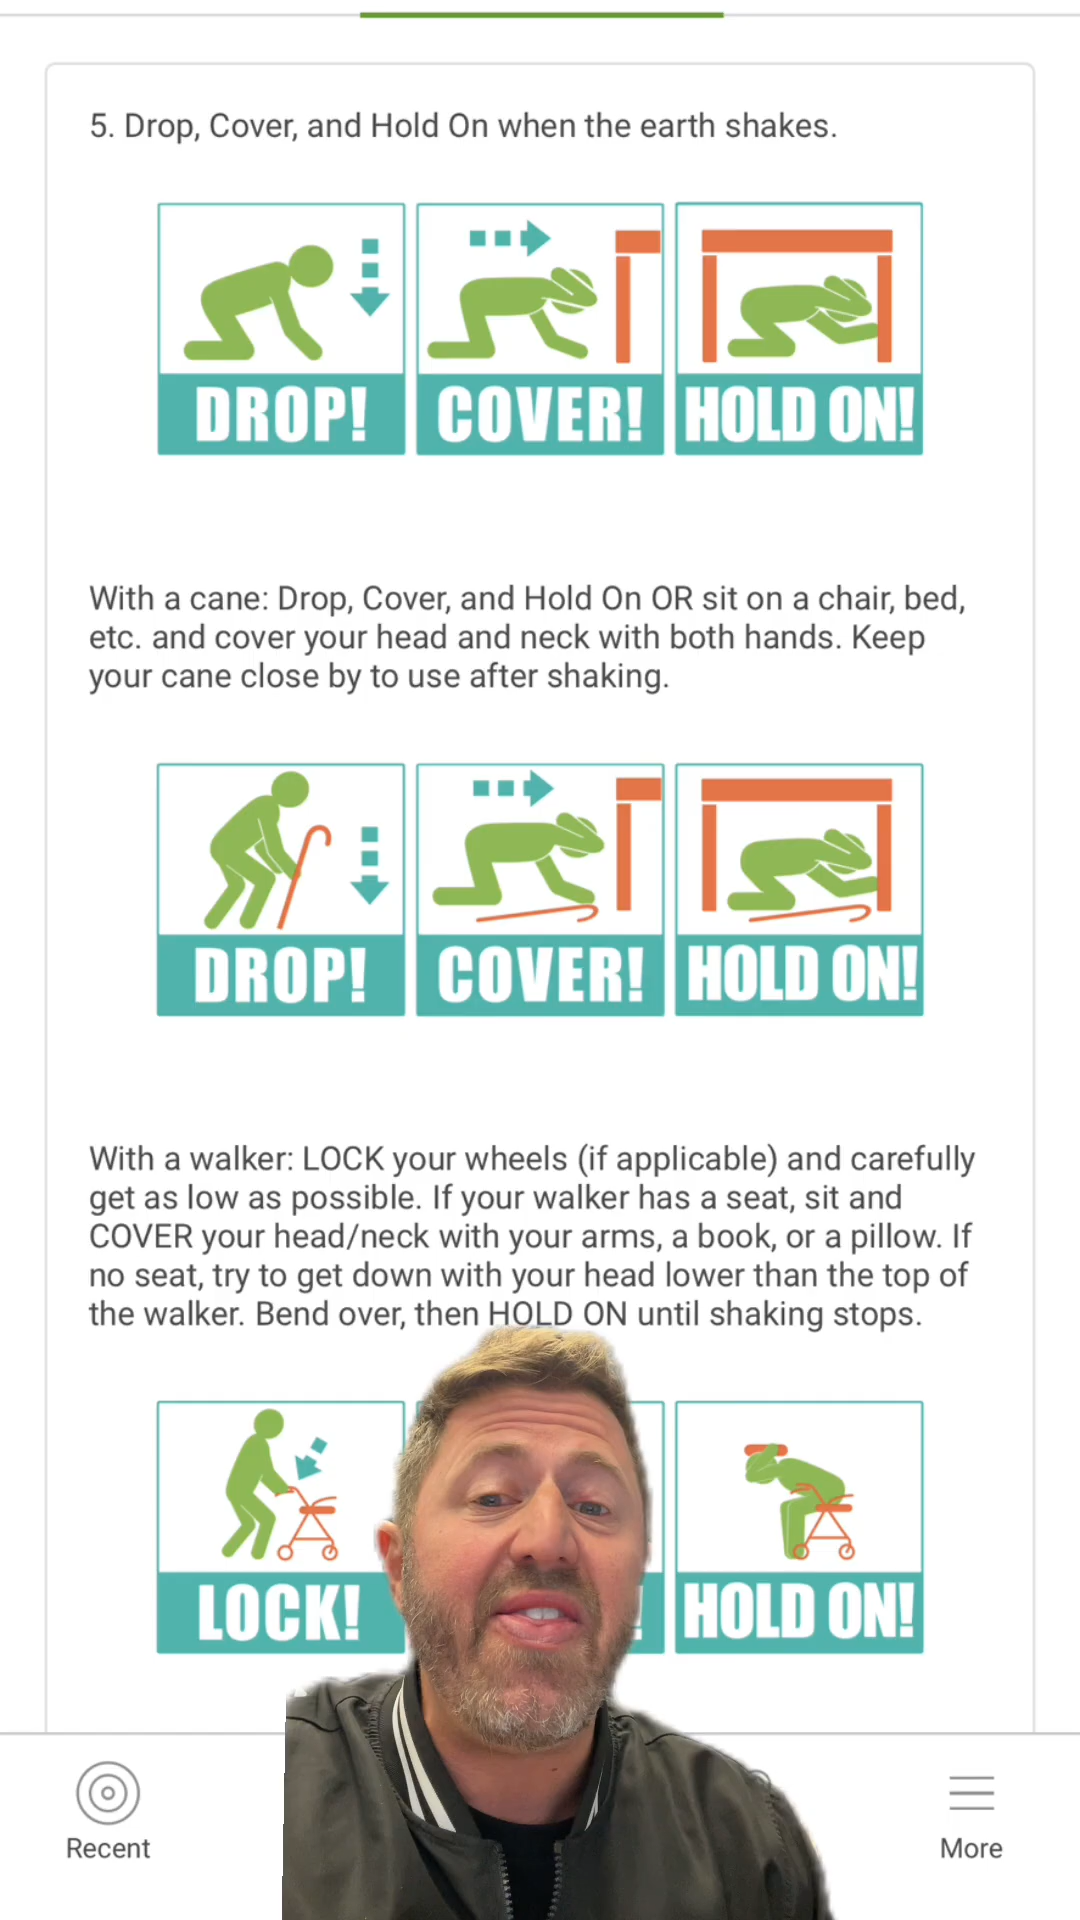 5. Drop, Cover, and Hold On when the earth shakes.
DROP!
COVER!
HOLD ON!
With a cane: Drop, Cover, and Hold On OR sit on a chair, bed,
etc. and cover your head and neck with both hands. Keep
your cane close by to use after shaking.
DROP!
COVER!
HOLD ON!
With a walker: LOCK your wheels (if applicable) and carefully
get as low as possible. If your walker has a seat, sit and
COVER your head/neck with your arms, a book, or a pillow. If
no seat, try to get down with your head lower than the top of
the walker. Bend over, then HOLD ON until shaking stops.
LOCK!
!
HOLD ON!
Recent
More